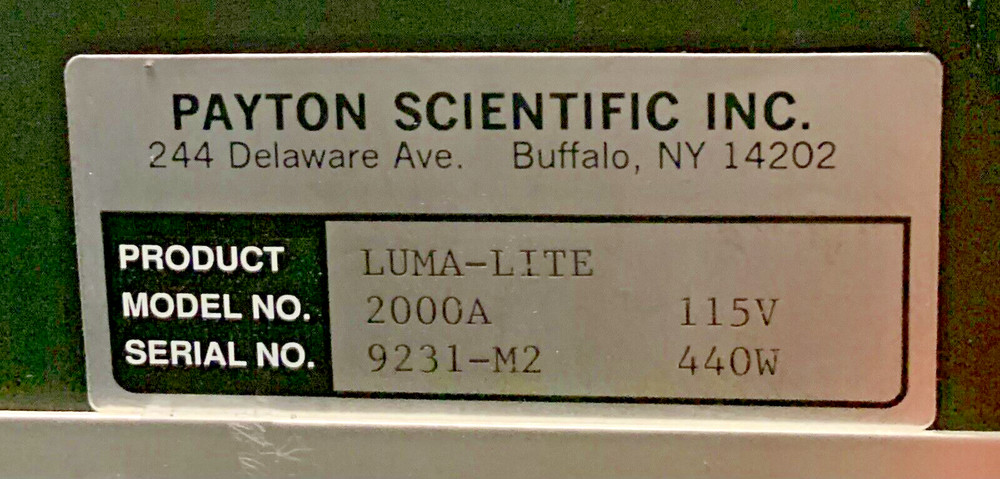 PAYTON SCIENTIFIC INC.
244 Delaware Ave. Buffalo, NY 14202
PRODUCT LUMA-LITE
MODEL NO. 2000A 115V
SERIAL NO. 9231-M2 440W